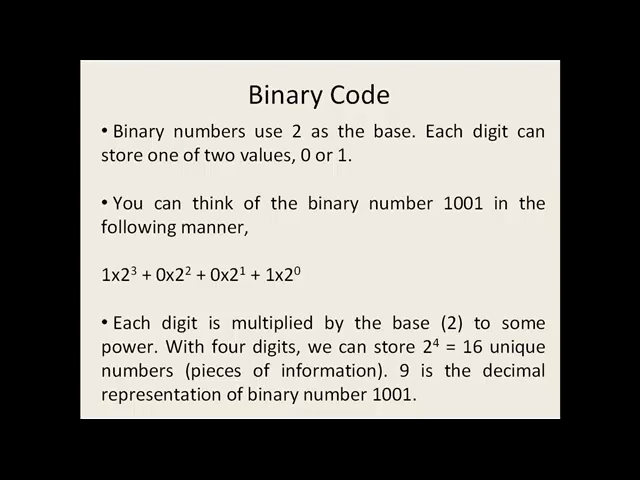 Binary Code
• Binary numbers use 2 as the base. Each digit can
store one of two values, 0 or 1.
• You can think of the binary number 1001 in the
following manner,
1x2³ + 0x2² + 0x2¹ + 1x2⁰
• Each digit is multiplied by the base (2) to some
power. With four digits, we can store 2⁴ = 16 unique
numbers (pieces of information). 9 is the decimal
representation of binary number 1001.